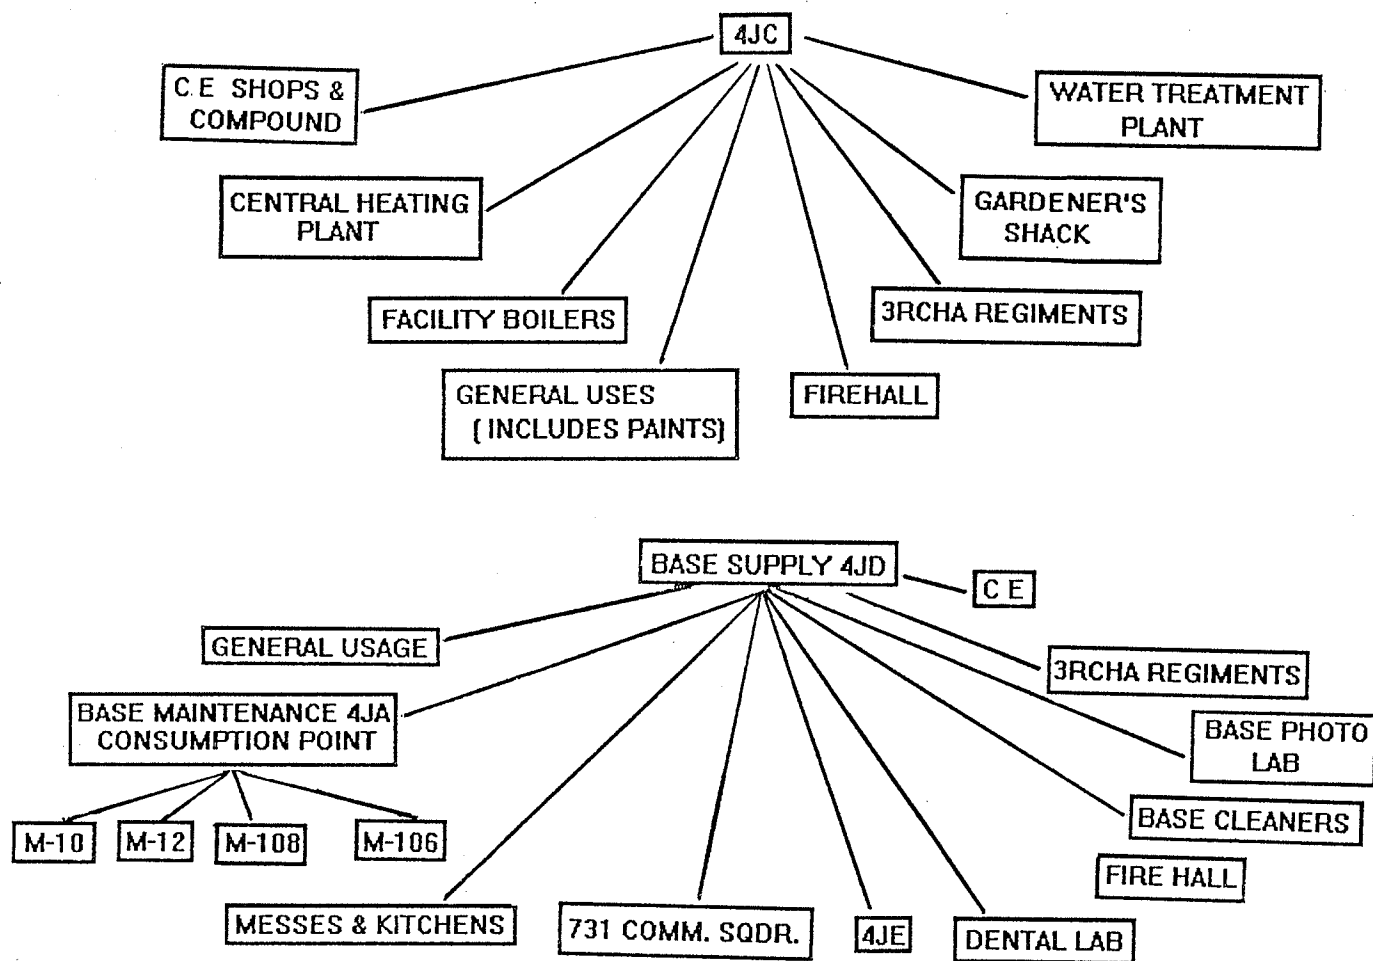 4JC
C.E SHOPS &
COMPOUND
WATER TREATMENT
PLANT
CENTRAL HEATING
PLANT
GARDENER'S
SHACK
FACILITY BOILERS
3RCHA REGIMENTS
GENERAL USES
(INCLUDES PAINTS)
FIREHALL
BASE SUPPLY 4JD
C E
GENERAL USAGE
3RCHA REGIMENTS
BASE MAINTENANCE 4JA
CONSUMPTION POINT
BASE PHOTO
LAB
M-10
M-12
M-108
M-106
BASE CLEANERS
FIRE HALL
MESSES & KITCHENS
731 COMM. SQDR.
4JE
DENTAL LAB